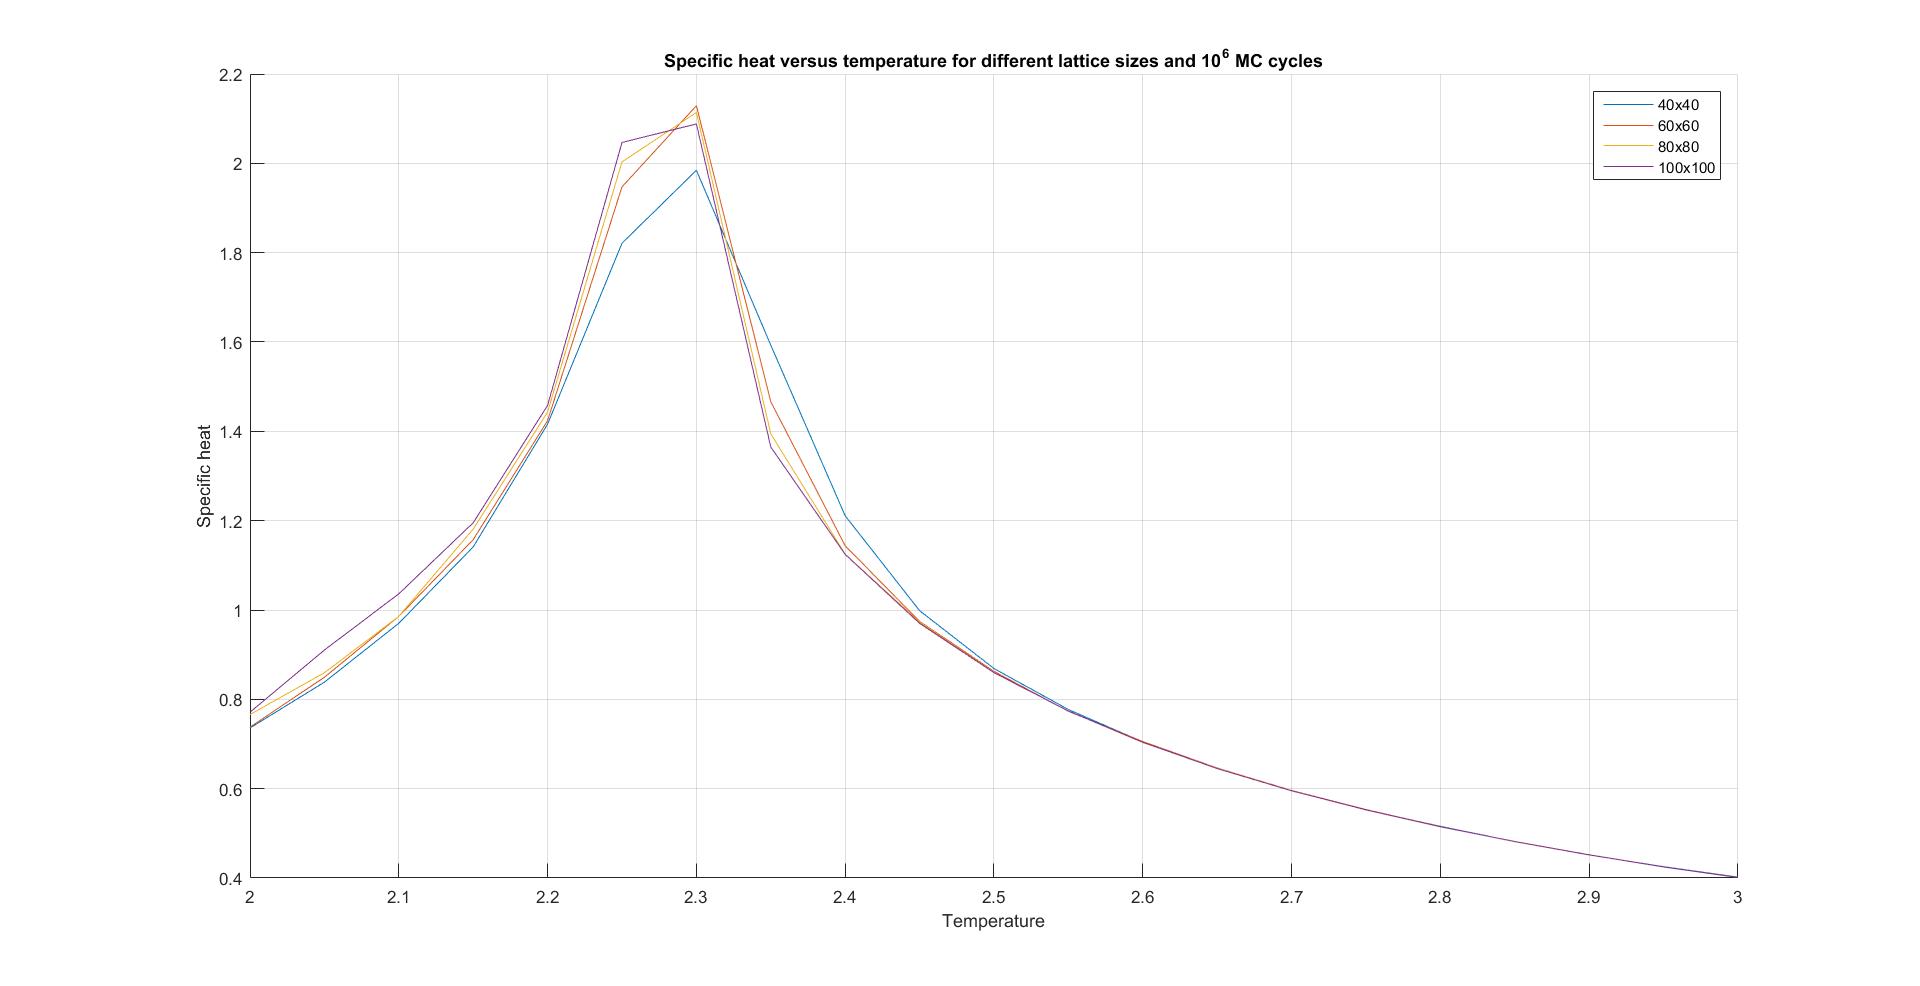 Specific heat versus temperature for different lattice sizes and 10^6 MC cycles
2.2
2
1.8
1.6
1.4
1.2
1
0.8
0.6
0.4
Specific heat
40x40
60x60
80x80
100x100
2 2.1 2.2 2.3 2.4 2.5 2.6 2.7 2.8 2.9 3
Temperature